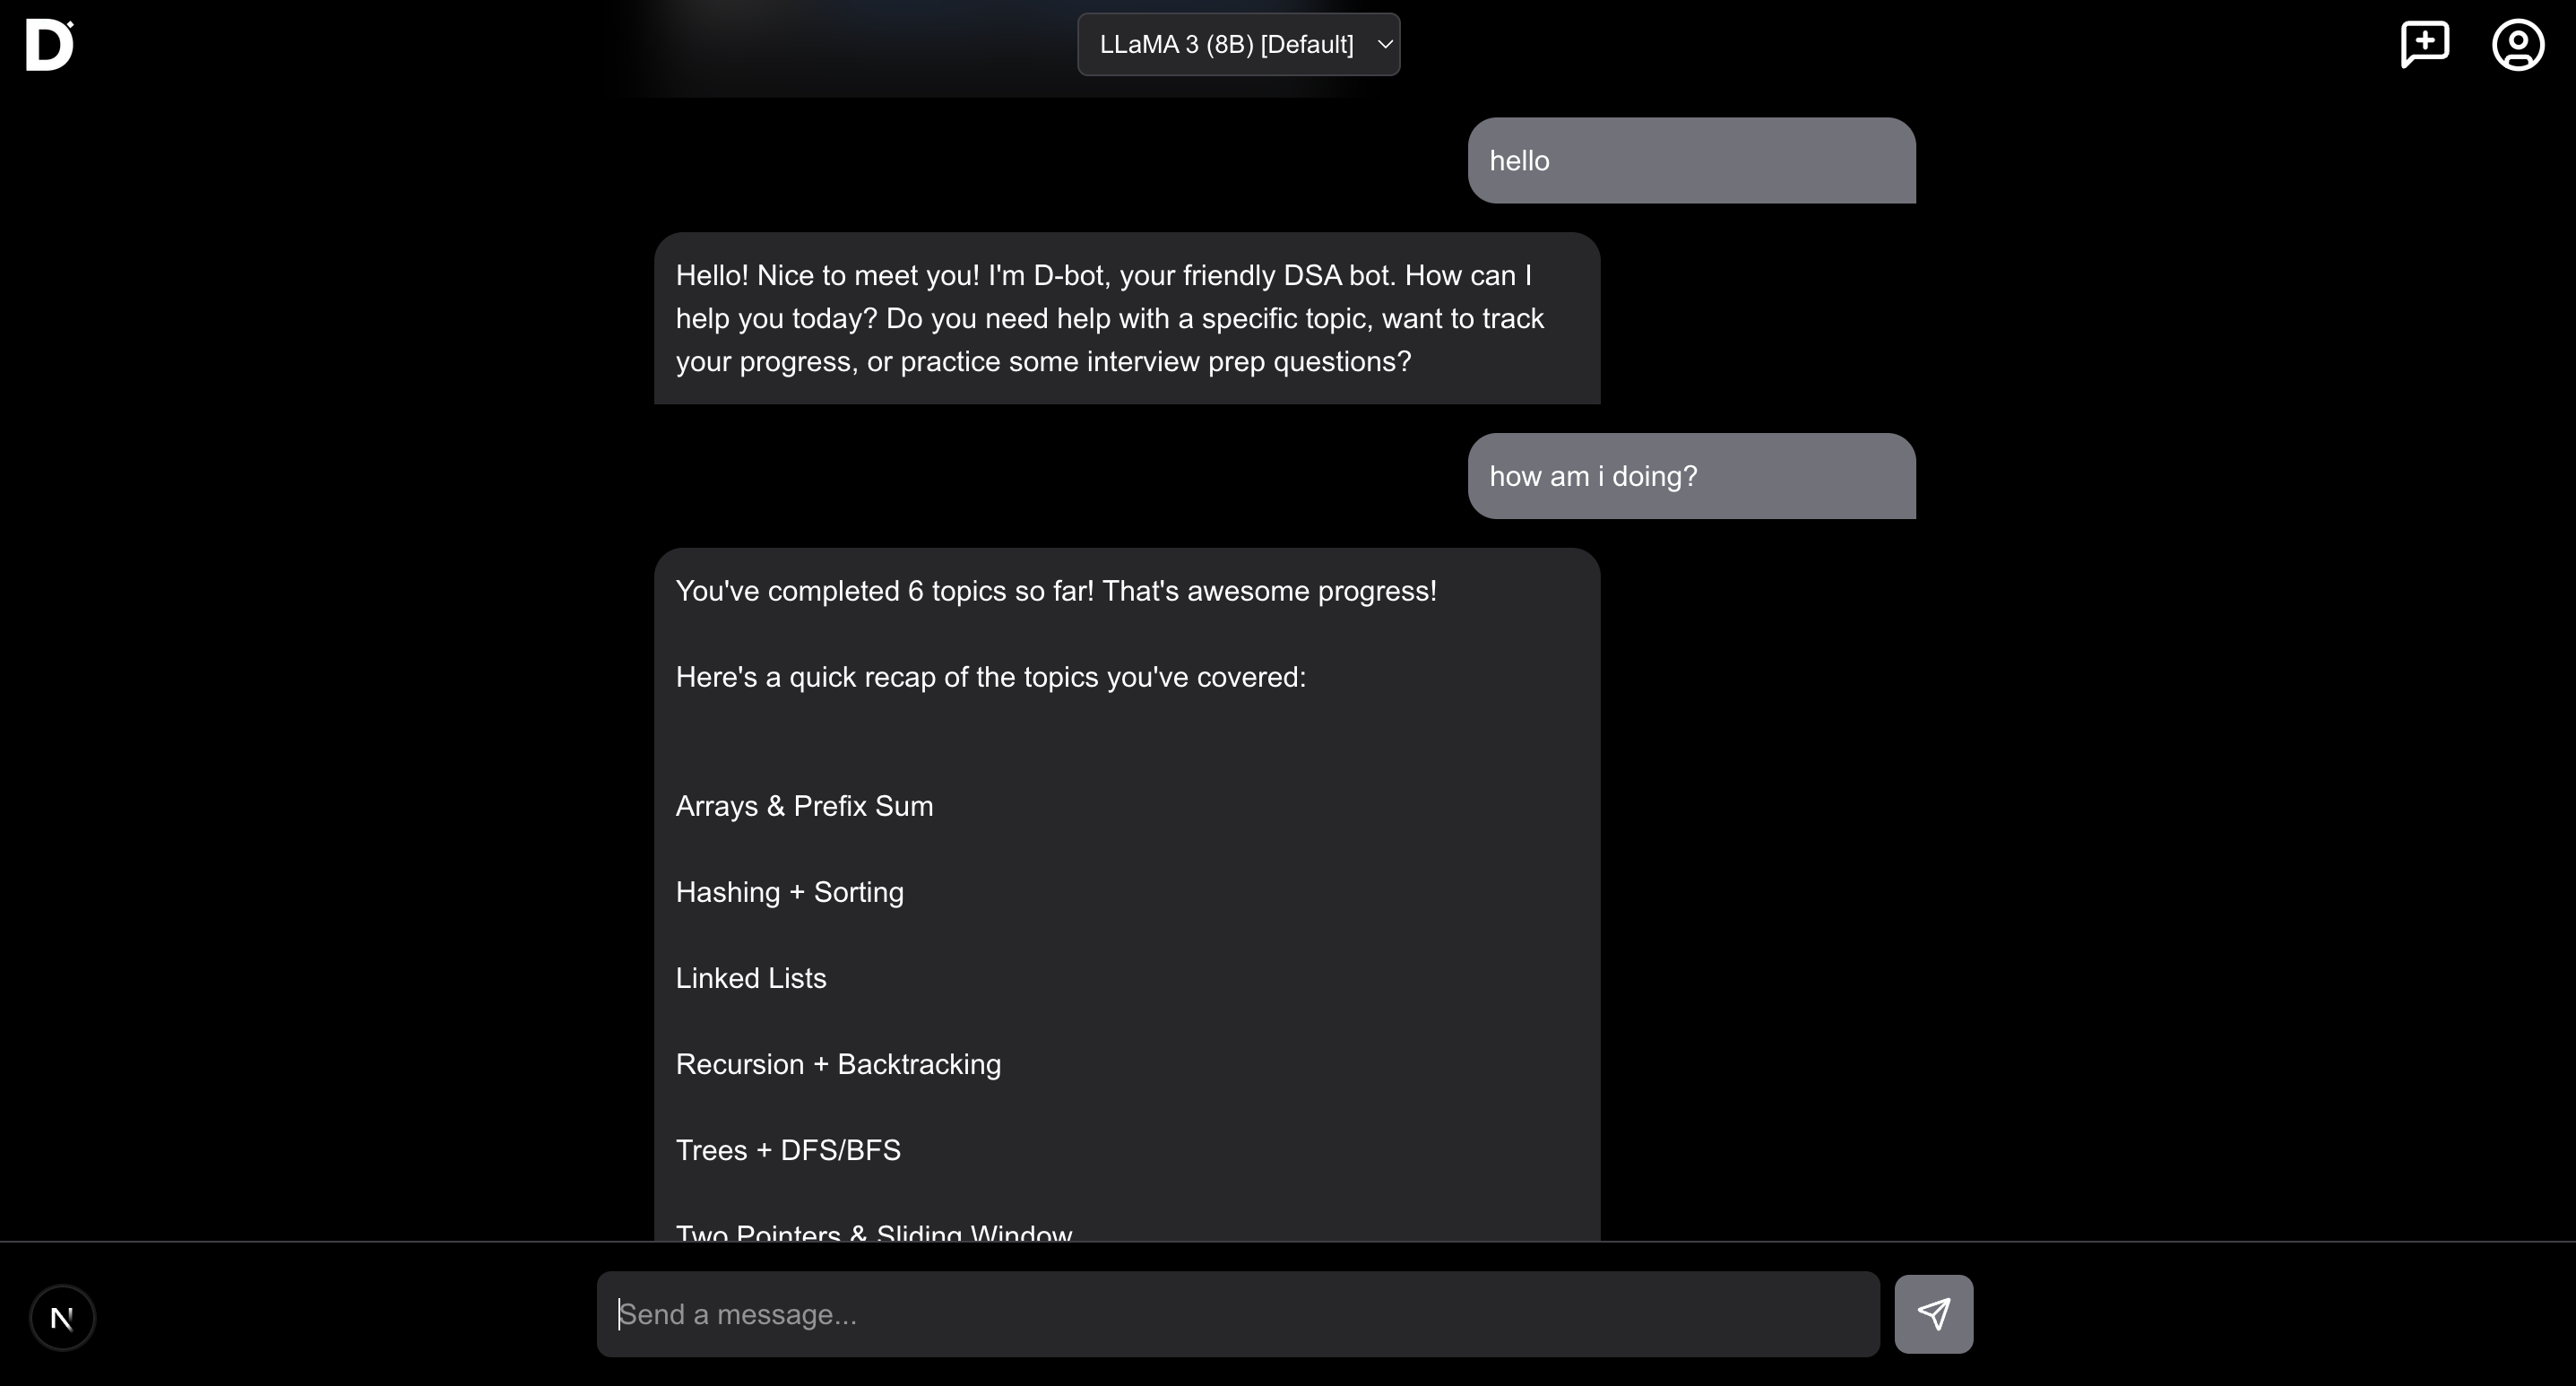 D
LLaMA 3 (8B) [Default]
hello
Hello! Nice to meet you! I'm D-bot, your friendly DSA bot. How can I
help you today? Do you need help with a specific topic, want to track
your progress, or practice some interview prep questions?
how am i doing?
You've completed 6 topics so far! That's awesome progress!
Here's a quick recap of the topics you've covered:
Arrays & Prefix Sum
Hashing + Sorting
Linked Lists
Recursion + Backtracking
Trees + DFS/BFS
Two Pointers & Sliding Window
Send a message...
N